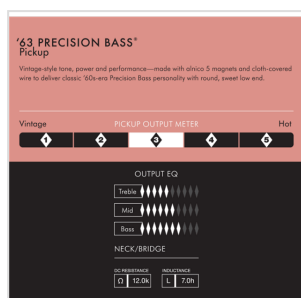 ’63 PRECISION BASS®
Pickup
Vintage-style tone, power and performance—made with alnico 5 magnets and cloth-covered
wire to deliver classic ‘60s-era Precision Bass personality with round, sweet low end.
Vintage PICKUP OUTPUT METER Hot
1 2 3 4 5
OUTPUT EQ
Treble
Mid
Bass
NECK/BRIDGE
DC RESISTANCE INDUCTANCE
Ω 12.0k L 7.0h